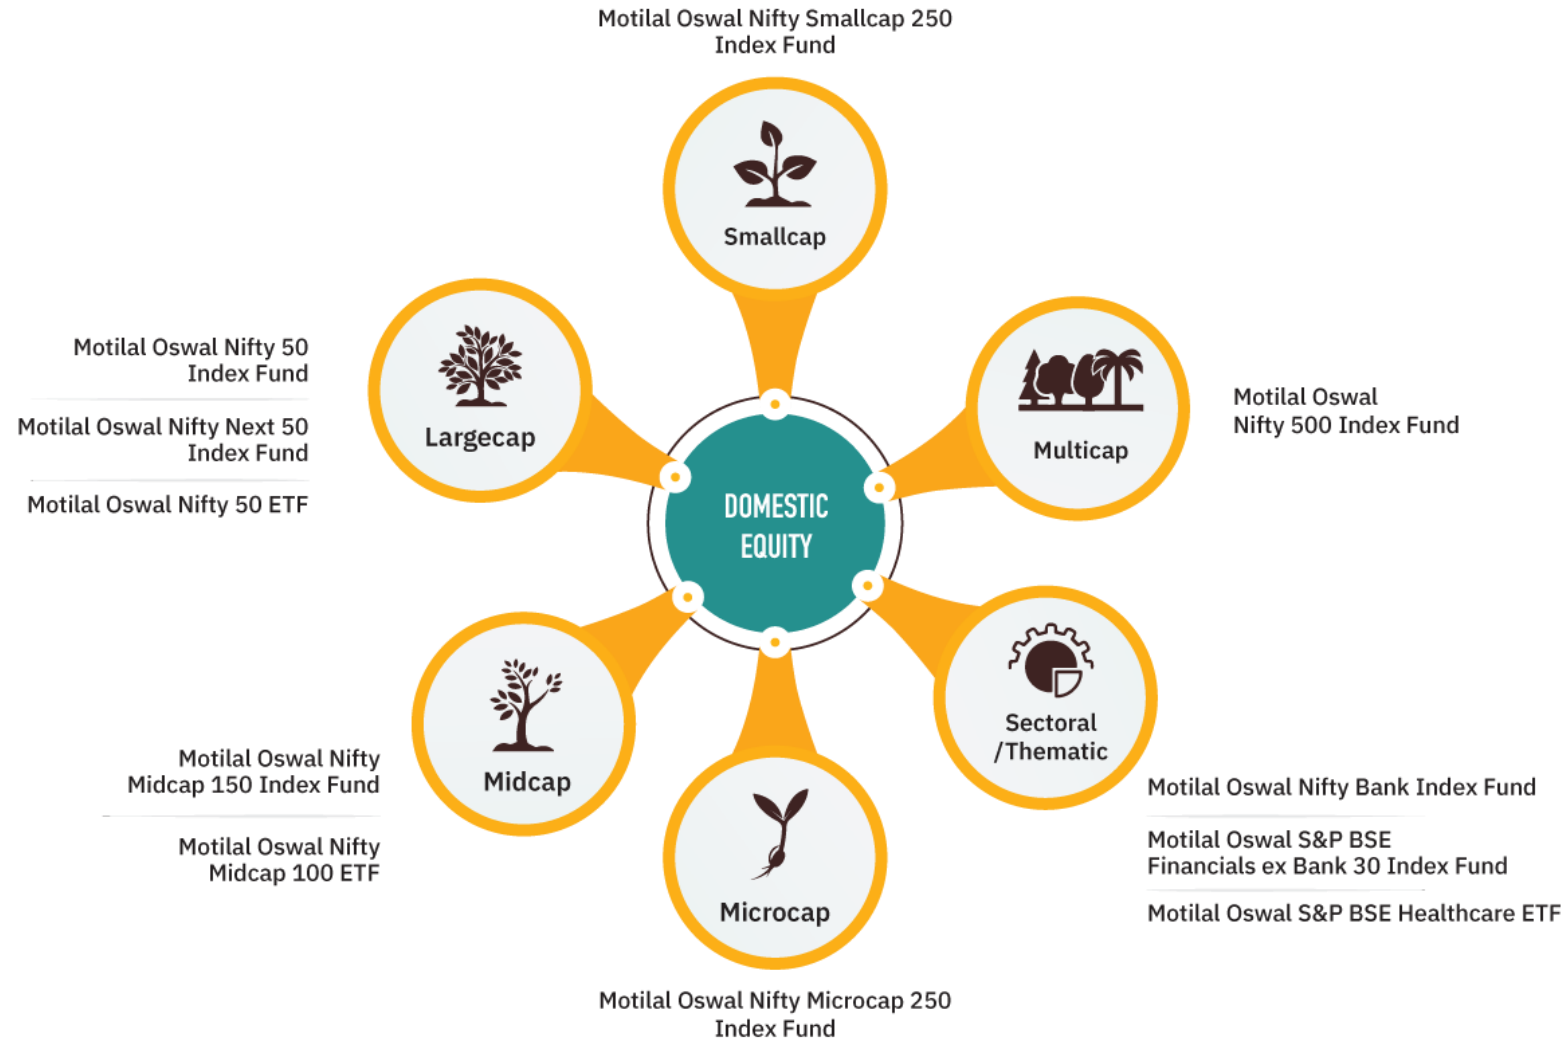 Motilal Oswal Nifty Smallcap 250
Index Fund
Smallcap
Motilal Oswal Nifty 50
Index Fund
Motilal Oswal Nifty Next 50
Index Fund
Motilal Oswal Nifty 50 ETF
Largecap
Multicap
Motilal Oswal
Nifty 500 Index Fund
DOMESTIC
EQUITY
Motilal Oswal Nifty
Midcap 150 Index Fund
Motilal Oswal Nifty
Midcap 100 ETF
Midcap
Sectoral
/Thematic
Motilal Oswal Nifty Bank Index Fund
Motilal Oswal S&P BSE
Financials ex Bank 30 Index Fund
Motilal Oswal S&P BSE Healthcare ETF
Microcap
Motilal Oswal Nifty Microcap 250
Index Fund